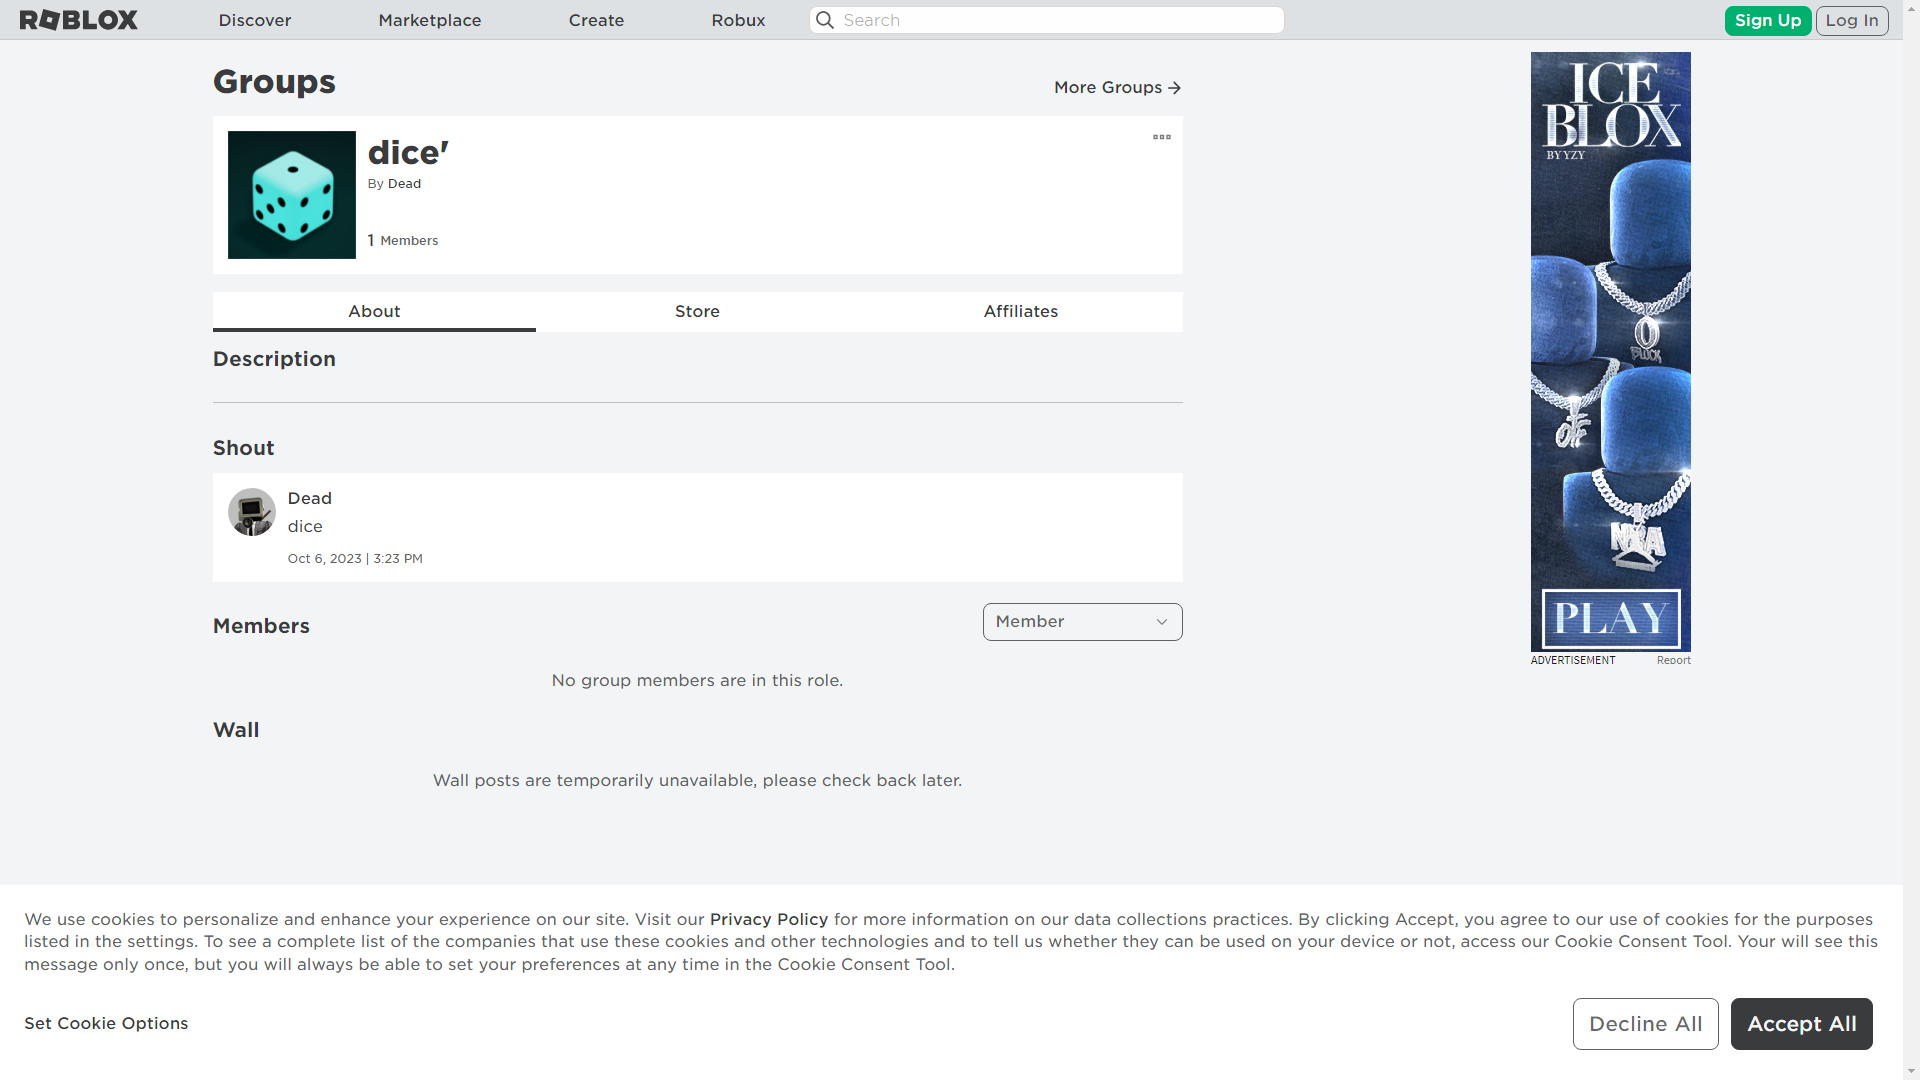 ROBLOX
Discover
Marketplace
Create
Robux
Search
Sign Up
Log In
Groups
More Groups
dice'
By Dead
1 Members
About
Store
Affiliates
Description
Shout
Dead
dice
Oct 6, 2023 | 3:23 PM
Members
Member
No group members are in this role.
Wall
Wall posts are temporarily unavailable, please check back later.
ICE
BLOX
BY YZY
O
BLOCK
OFF
NBA
PLAY
ADVERTISEMENT
Report
We use cookies to personalize and enhance your experience on our site. Visit our Privacy Policy for more information on our data collections practices. By clicking Accept, you agree to our use of cookies for the purposes
listed in the settings. To see a complete list of the companies that use these cookies and other technologies and to tell us whether they can be used on your device or not, access our Cookie Consent Tool. Your will see this
message only once, but you will always be able to set your preferences at any time in the Cookie Consent Tool.
Set Cookie Options
Decline All
Accept All